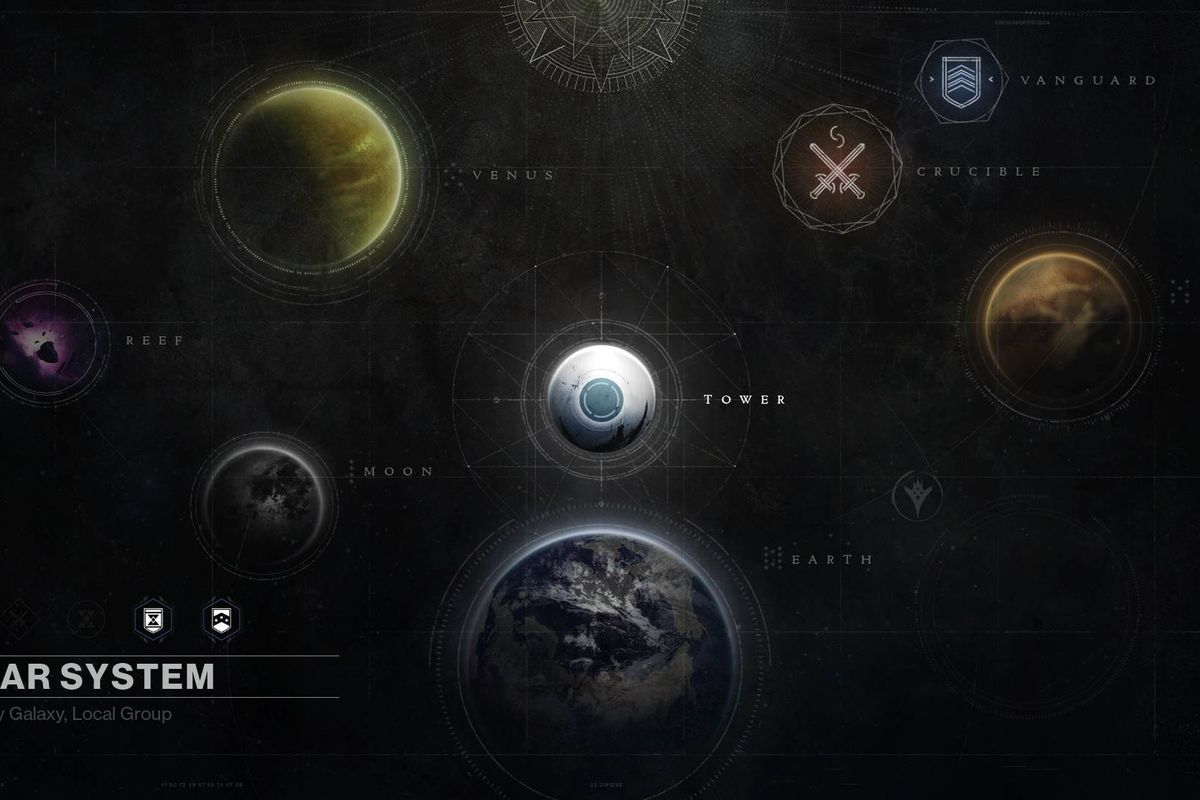 VANGUARD
CRUCIBLE
VENUS
REEF
TOWER
MOON
EARTH
AR SYSTEM
Galaxy, Local Group